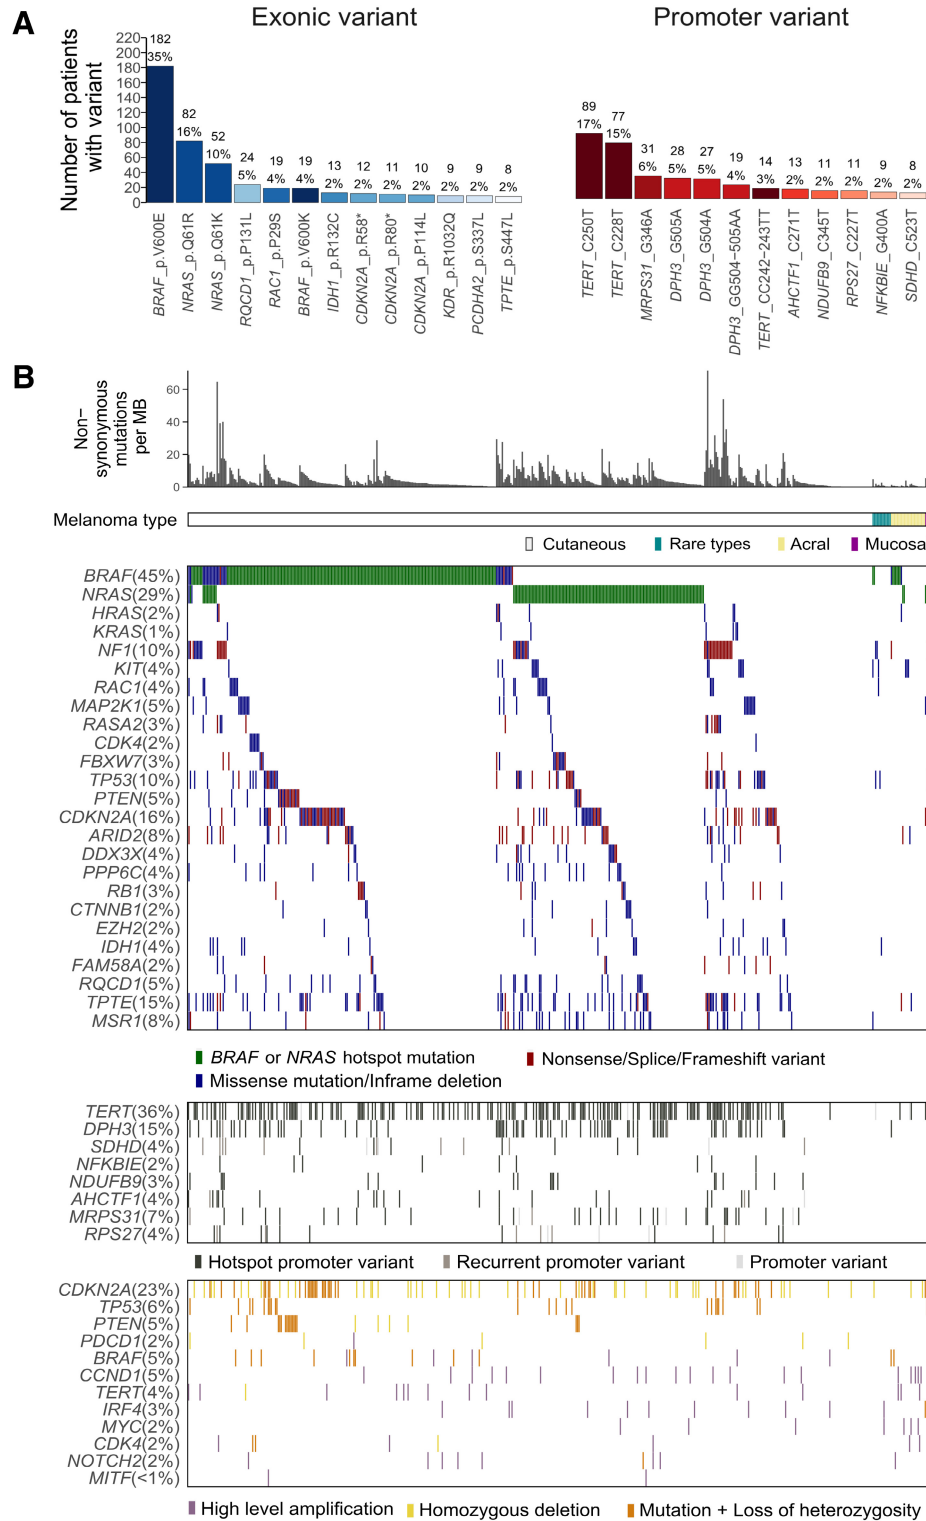 A
Exonic variant
Promoter variant
Number of patients
with variant
220
200
180
160
140
120
100
80
60
40
20
0
182
35%
82
16%
52
10%
24
5%
19
4%
19
4%
13
2%
12
2%
11
2%
10
2%
9
2%
9
2%
8
2%
89
17%
77
15%
31
6%
28
5%
27
5%
19
4%
14
3%
13
2%
11
2%
11
2%
9
2%
8
2%
BRAF_p.V600E
NRAS_p.Q61R
NRAS_p.Q61K
RQCD1_p.P131L
RAC1_p.P29S
BRAF_p.V600K
IDH1_p.R132C
CDKN2A_p.R58*
CDKN2A_p.R80*
CDKN2A_p.P114L
KDR_p.R1032Q
PCDHA2_p.S337L
TPTE_p.S447L
TERT_C250T
TERT_C228T
MRPS31_G346A
DPH3_G505A
DPH3_G504A
DPH3_GG504-505AA
TERT_CC242-243TT
AHCTF1_C271T
NDUFB9_C345T
RPS27_C227T
NFKBIE_G400A
SDHD_C523T
B
Non-
synonymous
mutations
per MB
60
40
20
0
Melanoma type
Cutaneous
Rare types
Acral
Mucosa
BRAF(45%)
NRAS(29%)
HRAS(2%)
KRAS(1%)
NF1(10%)
KIT(4%)
RAC1(4%)
MAP2K1(5%)
RASA2(3%)
CDK4(2%)
FBXW7(3%)
TP53(10%)
PTEN(5%)
CDKN2A(16%)
ARID2(8%)
DDX3X(4%)
PPP6C(4%)
RB1(3%)
CTNNB1(2%)
EZH2(2%)
IDH1(4%)
FAM58A(2%)
RQCD1(5%)
TPTE(15%)
MSR1(8%)
BRAF or NRAS hotspot mutation
Nonsense/Splice/Frameshift variant
Missense mutation/Inframe deletion
TERT(36%)
DPH3(15%)
SDHD(4%)
NFKBIE(2%)
NDUFB9(3%)
AHCTF1(4%)
MRPS31(7%)
RPS27(4%)
Hotspot promoter variant
Recurrent promoter variant
Promoter variant
CDKN2A(23%)
TP53(6%)
PTEN(5%)
PDCD1(2%)
BRAF(5%)
CCND1(5%)
TERT(4%)
IRF4(3%)
MYC(2%)
CDK4(2%)
NOTCH2(2%)
MITF(<1%)
High level amplification
Homozygous deletion
Mutation + Loss of heterozygosity